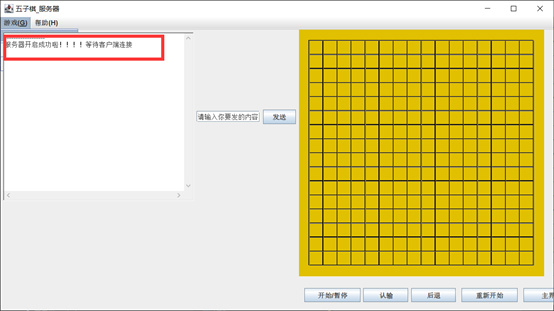 五子棋_服务器
游戏(G) 帮助(H)
服务器开启成功啦！！！！等待客户端连接
请输入你要发的内容 发送
开始/暂停 认输 后退 重新开始 主界